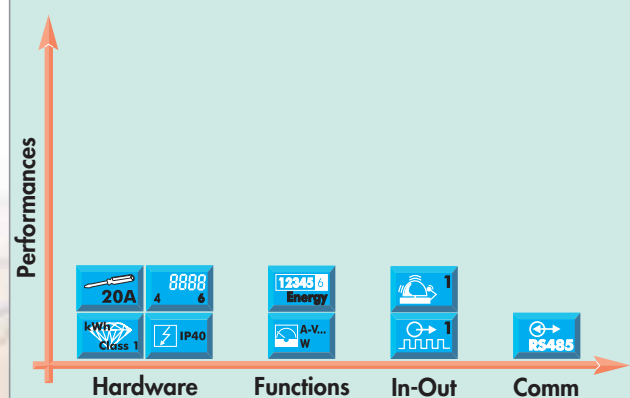 Performances
20A
8888
4 6
12345 6
Energy
1
kWh
Class 1
IP40
A-V...
W
1
RS485
Hardware Functions In-Out Comm